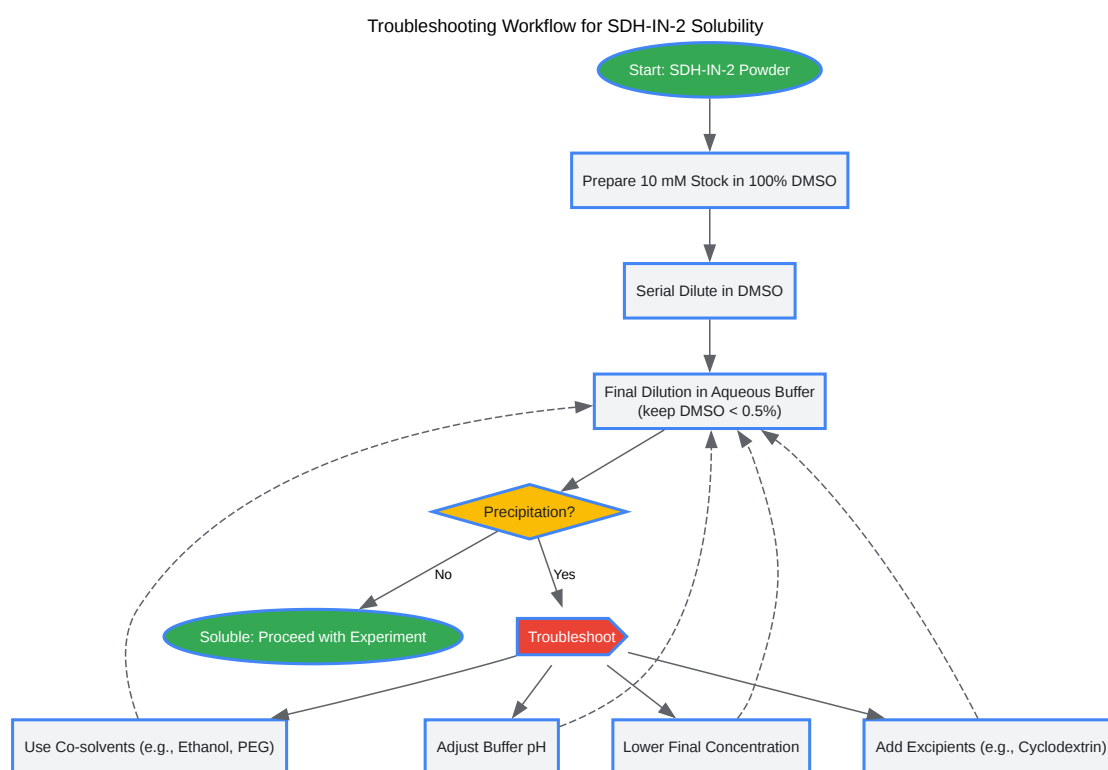 Troubleshooting Workflow for SDH-IN-2 Solubility
Start: SDH-IN-2 Powder
Prepare 10 mM Stock in 100% DMSO
Serial Dilute in DMSO
Final Dilution in Aqueous Buffer
(keep DMSO < 0.5%)
Precipitation?
No
Yes
Soluble: Proceed with Experiment
Troubleshoot
Use Co-solvents (e.g., Ethanol, PEG)
Adjust Buffer pH
Lower Final Concentration
Add Excipients (e.g., Cyclodextrin)